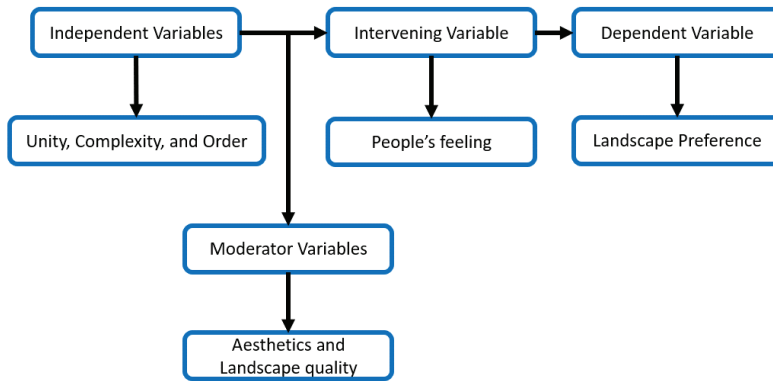 Independent Variables
Intervening Variable
Dependent Variable
Unity, Complexity, and Order
People’s feeling
Landscape Preference
Moderator Variables
Aesthetics and
Landscape quality